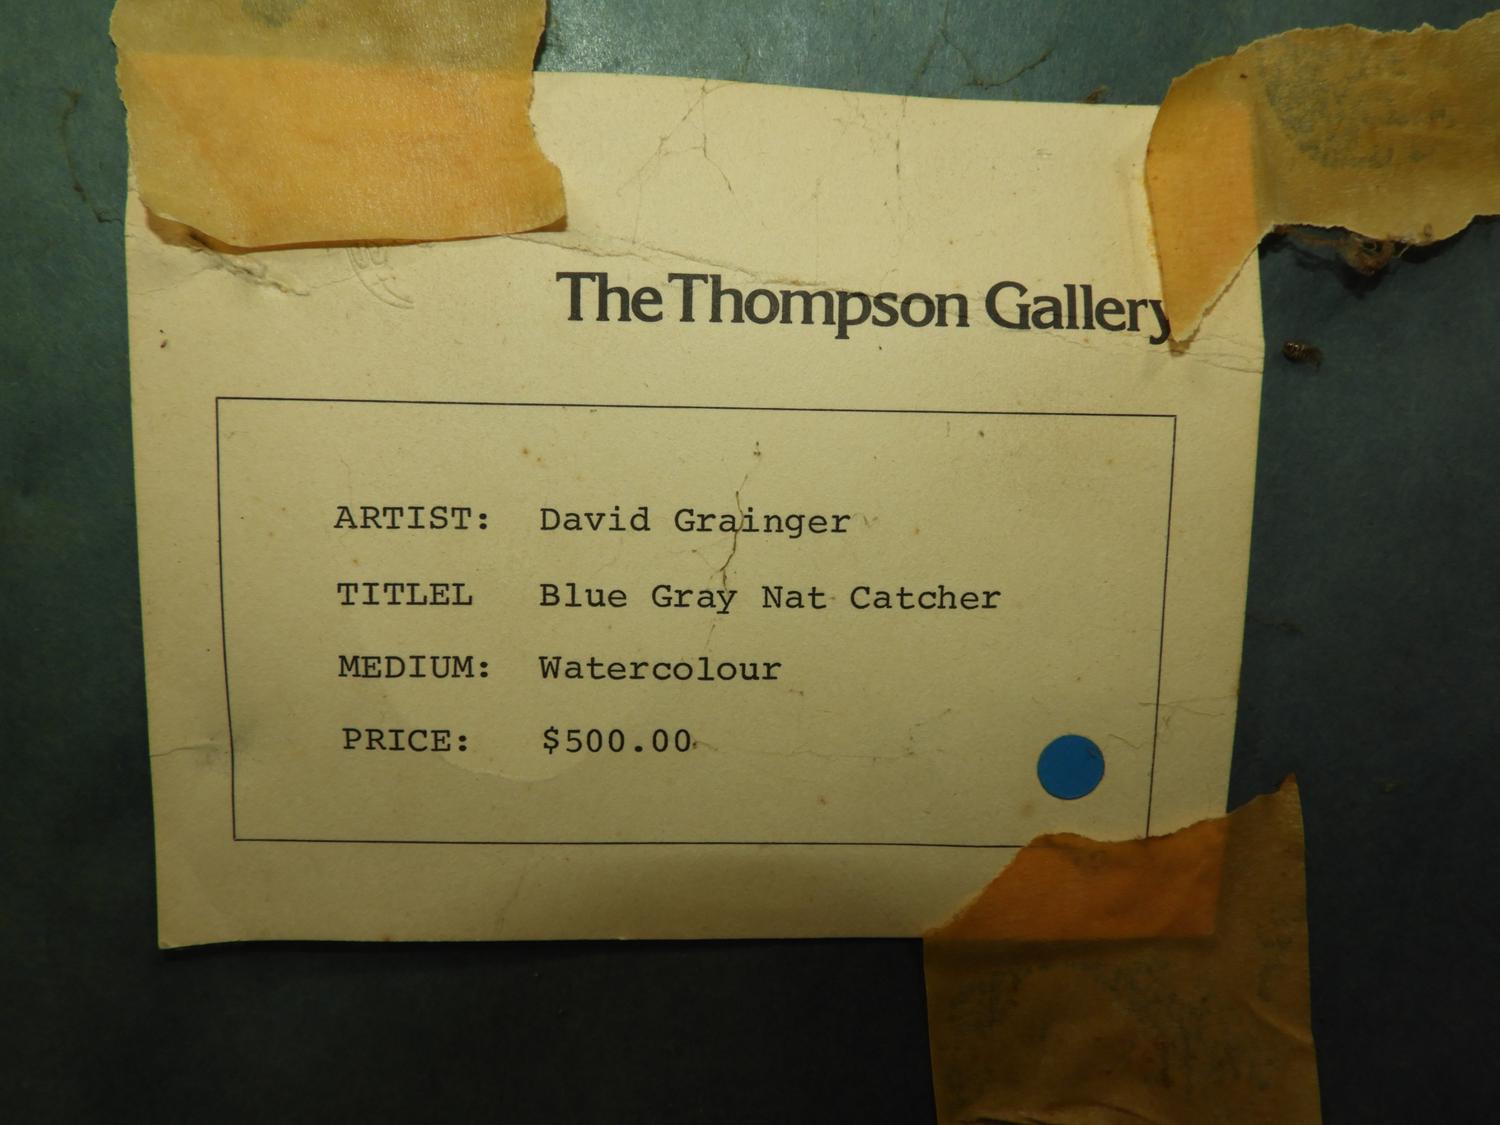 The Thompson Gallery
ARTIST: David Grainger
TITLEL Blue Gray Nat Catcher
MEDIUM: Watercolour
PRICE: $500.00